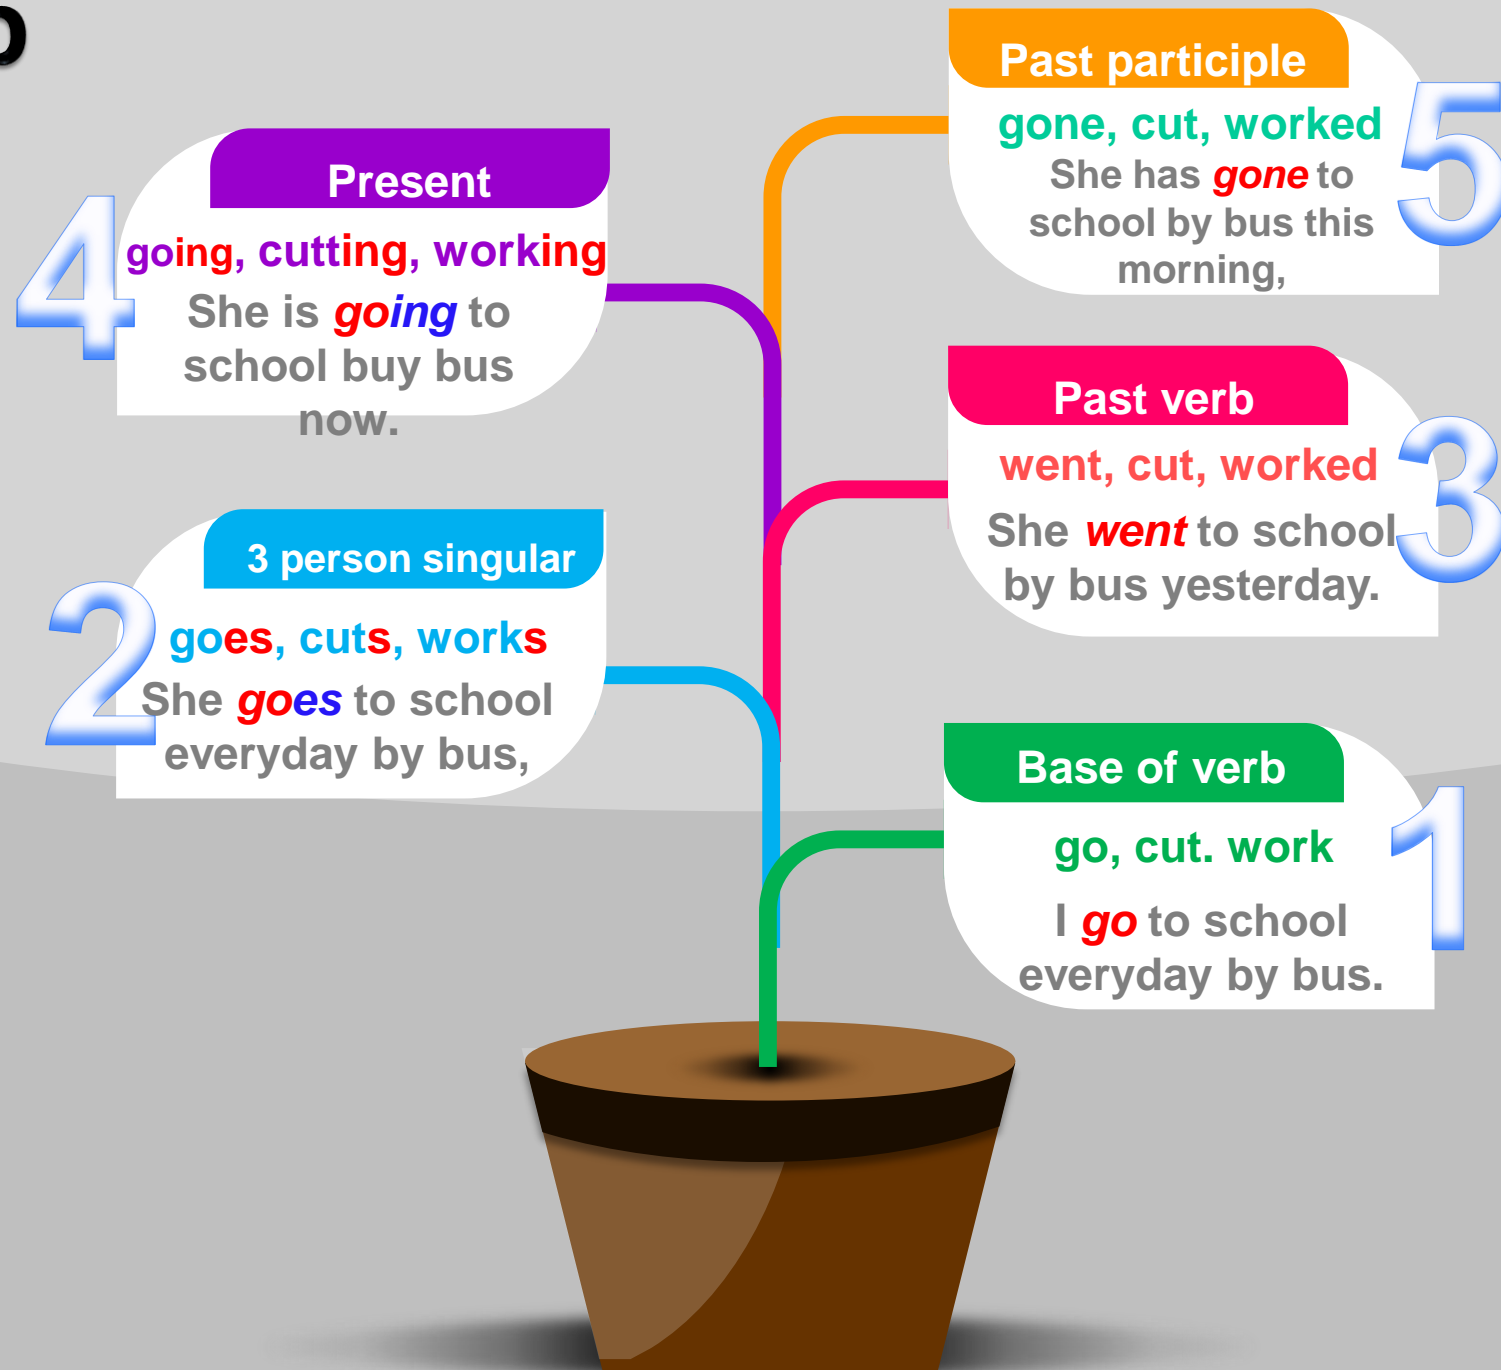 Past participle
gone, cut, worked
She has gone to
school by bus this
morning,
5
Present
going, cutting, working
She is going to
school buy bus
now.
4
Past verb
went, cut, worked
She went to school
by bus yesterday.
3
3 person singular
goes, cuts, works
She goes to school
everyday by bus,
2
Base of verb
go, cut. work
I go to school
everyday by bus.
1